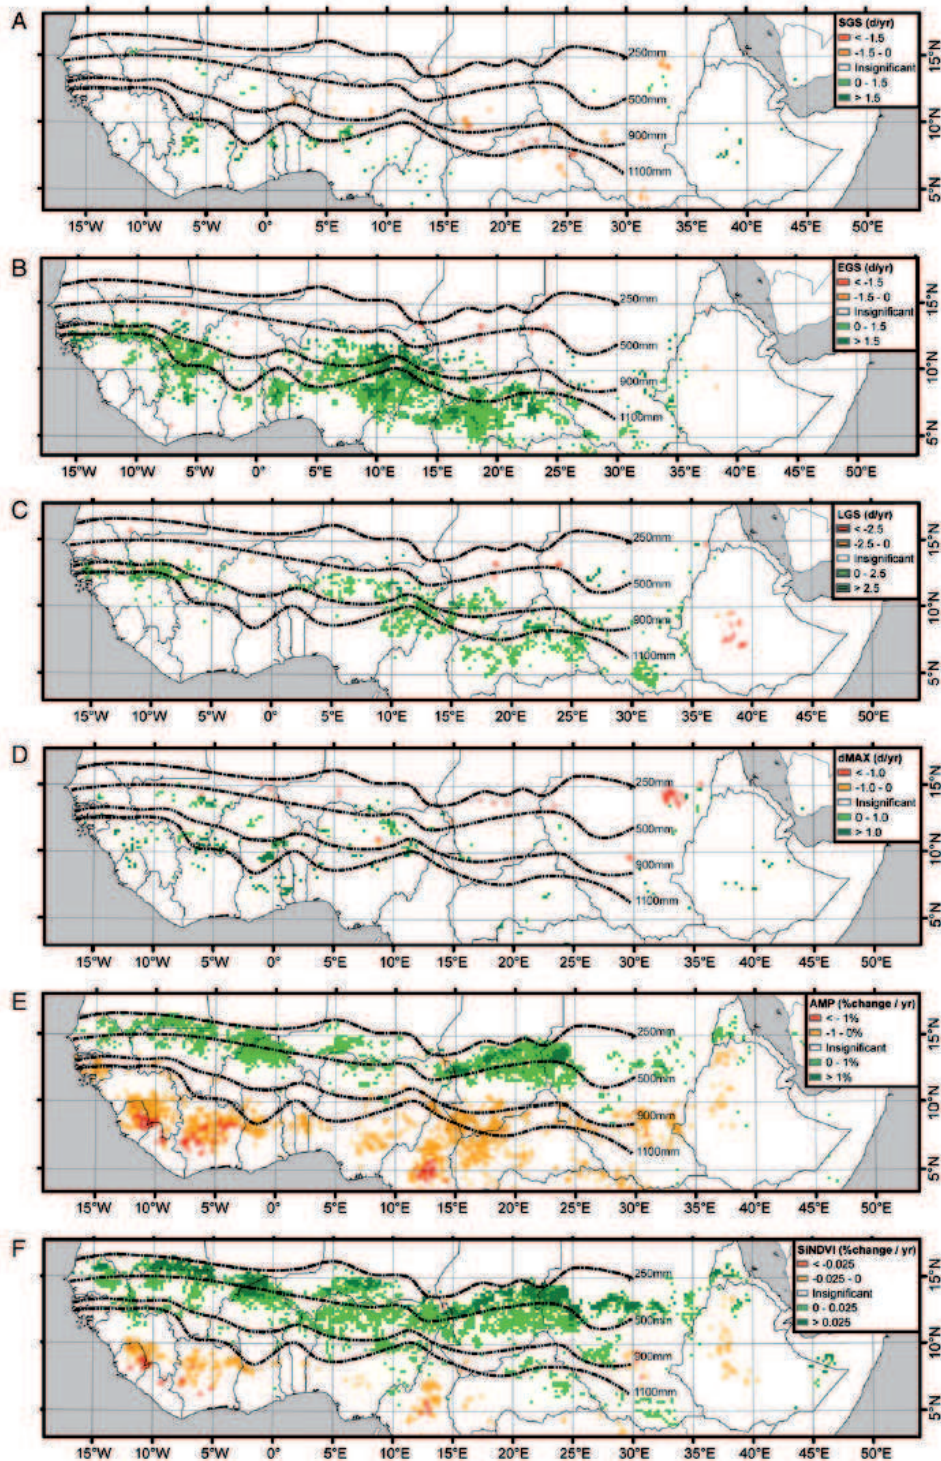 A
SGS (d/yr)
< -1.5
-1.5 - 0
Insignificant
0 - 1.5
> 1.5
250mm
500mm
900mm
1100mm
15°N
10°N
5°N
15°W 10°W 5°W 0° 5°E 10°E 15°E 20°E 25°E 30°E 35°E 40°E 45°E 50°E
B
EGS (d/yr)
< -1.5
-1.5 - 0
Insignificant
0 - 1.5
> 1.5
250mm
500mm
900mm
1100mm
15°N
10°N
5°N
15°W 10°W 5°W 0° 5°E 10°E 15°E 20°E 25°E 30°E 35°E 40°E 45°E 50°E
C
LGS (d/yr)
< -2.5
-2.5 - 0
Insignificant
0 - 2.5
> 2.5
250mm
500mm
900mm
1100mm
15°N
10°N
5°N
15°W 10°W 5°W 0° 5°E 10°E 15°E 20°E 25°E 30°E 35°E 40°E 45°E 50°E
D
dMAX (d/yr)
< -1.0
-1.0 - 0
Insignificant
0 - 1.0
> 1.0
250mm
500mm
900mm
1100mm
15°N
10°N
5°N
15°W 10°W 5°W 0° 5°E 10°E 15°E 20°E 25°E 30°E 35°E 40°E 45°E 50°E
E
AMP (%change / yr)
< - 1%
-1 - 0%
Insignificant
0 - 1%
> 1%
250mm
500mm
900mm
1100mm
15°N
10°N
5°N
15°W 10°W 5°W 0° 5°E 10°E 15°E 20°E 25°E 30°E 35°E 40°E 45°E 50°E
F
SiNDVI (%change / yr)
< -0.025
-0.025 - 0
Insignificant
0 - 0.025
> 0.025
250mm
500mm
900mm
1100mm
15°N
10°N
5°N
15°W 10°W 5°W 0° 5°E 10°E 15°E 20°E 25°E 30°E 35°E 40°E 45°E 50°E